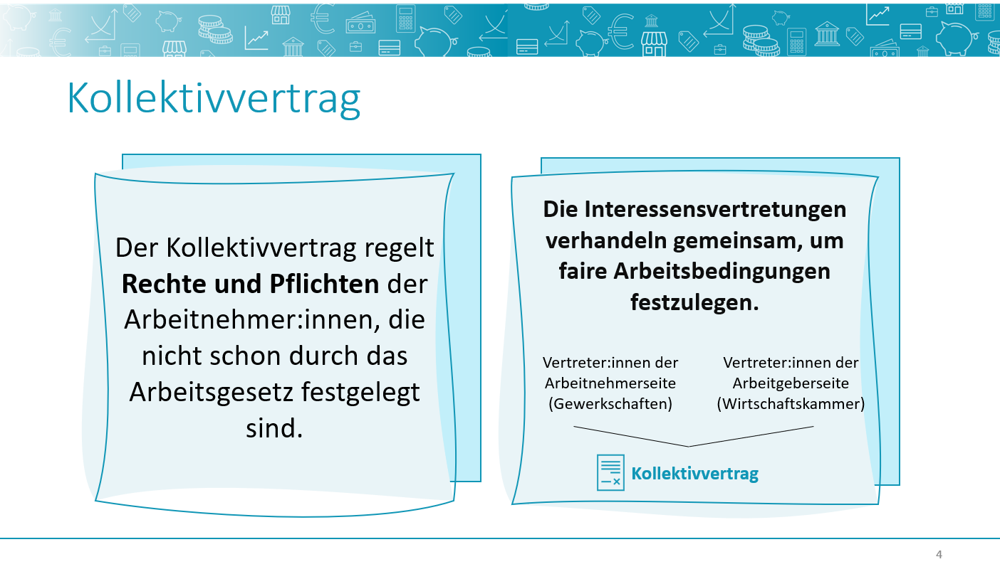 Kollektivvertrag
Der Kollektivvertrag regelt
Rechte und Pflichten der
Arbeitnehmer:innen, die
nicht schon durch das
Arbeitsgesetz festgelegt
sind.
Die Interessensvertretungen
verhandeln gemeinsam, um
faire Arbeitsbedingungen
festzulegen.
Vertreter:innen der
Arbeitnehmerseite
(Gewerkschaften)
Vertreter:innen der
Arbeitgeberseite
(Wirtschaftskammer)
Kollektivvertrag
4